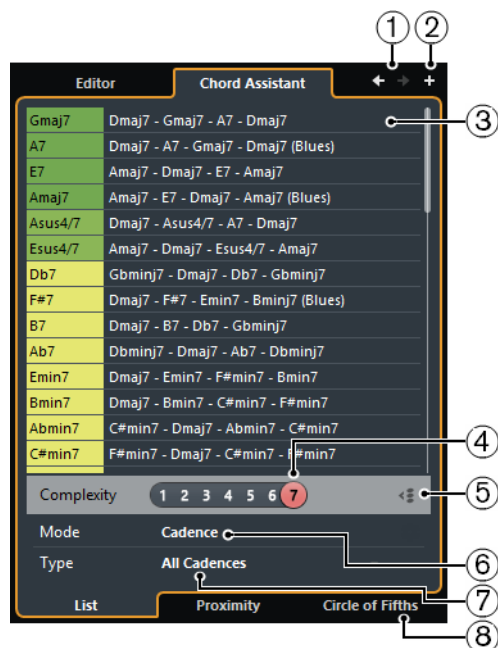 1 2
Editor Chord Assistant
3
Gmaj7 Dmaj7 - Gmaj7 - A7 - Dmaj7
A7 Dmaj7 - A7 - Gmaj7 - Dmaj7 (Blues)
E7 Amaj7 - Dmaj7 - E7 - Amaj7
Amaj7 Amaj7 - E7 - Dmaj7 - Amaj7 (Blues)
Asus4/7 Dmaj7 - Asus4/7 - A7 - Dmaj7
Esus4/7 Amaj7 - Dmaj7 - Esus4/7 - Amaj7
Db7 Gbminj7 - Dmaj7 - Db7 - Gbminj7
F#7 Dmaj7 - F#7 - Emin7 - Bminj7 (Blues)
B7 Dmaj7 - B7 - Db7 - Gbminj7
Ab7 Dbminj7 - Dmaj7 - Ab7 - Dbminj7
Emin7 Dmaj7 - Emin7 - F#min7 - Bmin7
Bmin7 Dmaj7 - Bmin7 - C#min7 - F#min7
Abmin7 C#min7 - Dmaj7 - Abmin7 - C#min7
C#min7 F#min7 - Dmaj7 - C#min7 - F#min7
4
Complexity 1 2 3 4 5 6 7 5
Mode Cadence 6
Type All Cadences 7
List Proximity Circle of Fifths
8